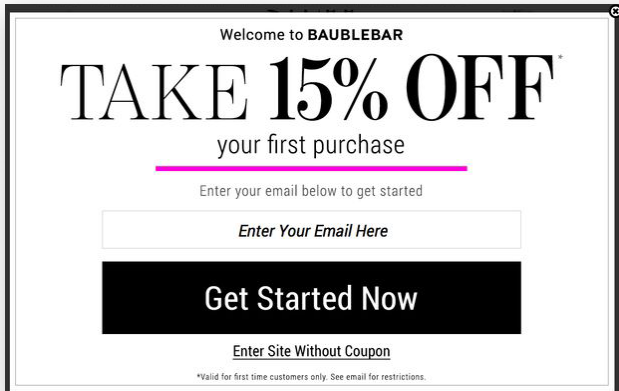 Welcome to BAUBLEBAR
TAKE 15% OFF*
your first purchase
Enter your email below to get started
Enter Your Email Here
Get Started Now
Enter Site Without Coupon
*Valid for first time customers only. See email for restrictions.